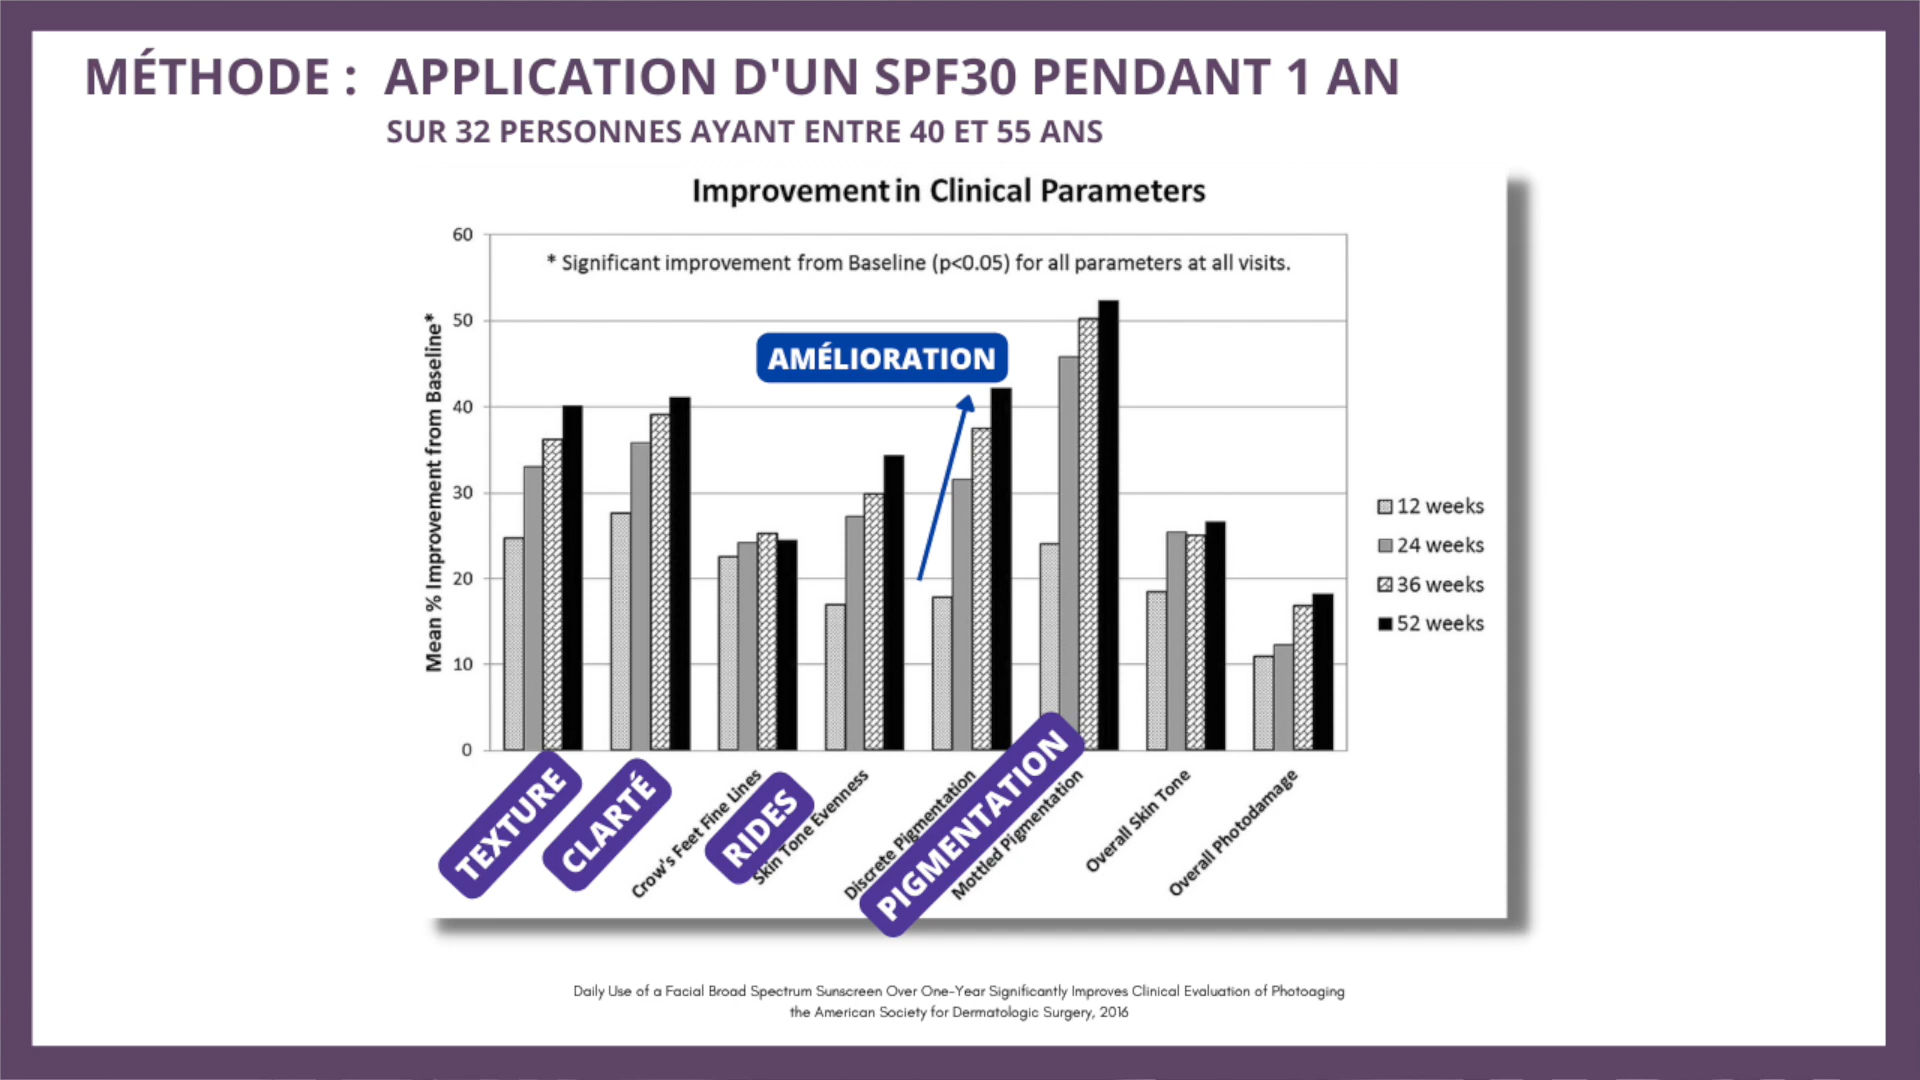 MÉTHODE : APPLICATION D'UN SPF30 PENDANT 1 AN
SUR 32 PERSONNES AYANT ENTRE 40 ET 55 ANS
Improvement in Clinical Parameters
* Significant improvement from Baseline (p<0.05) for all parameters at all visits.
Mean % Improvement from Baseline*
60
50
40
30
20
10
0
AMÉLIORATION
12 weeks
24 weeks
36 weeks
52 weeks
TEXTURE
CLARTÉ
Crow's Feet Fine Lines
RIDES
Skin Tone Evenness
Discrete Pigmentation
PIGMENTATION
Mottled Pigmentation
Overall Skin Tone
Overall Photodamage
Daily Use of a Facial Broad Spectrum Sunscreen Over One-Year Significantly Improves Clinical Evaluation of Photoaging
the American Society for Dermatologic Surgery, 2016